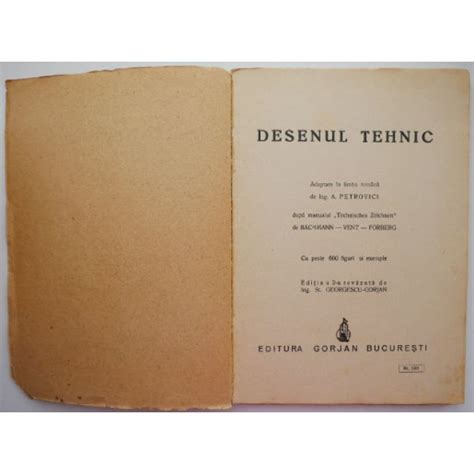 DESENUL TEHNIC
Adaptare în limba română
de Ing. A. PETROVICI
după manualul „Technisches Zeichnen"
de BACHMANN — VENT — FORBERG
Cu peste 600 figuri și exemple
Ediția a 2-a revăzută de
Ing. St. GEORGESCU-GORJAN
EDITURA GORJAN BUCUREȘTI